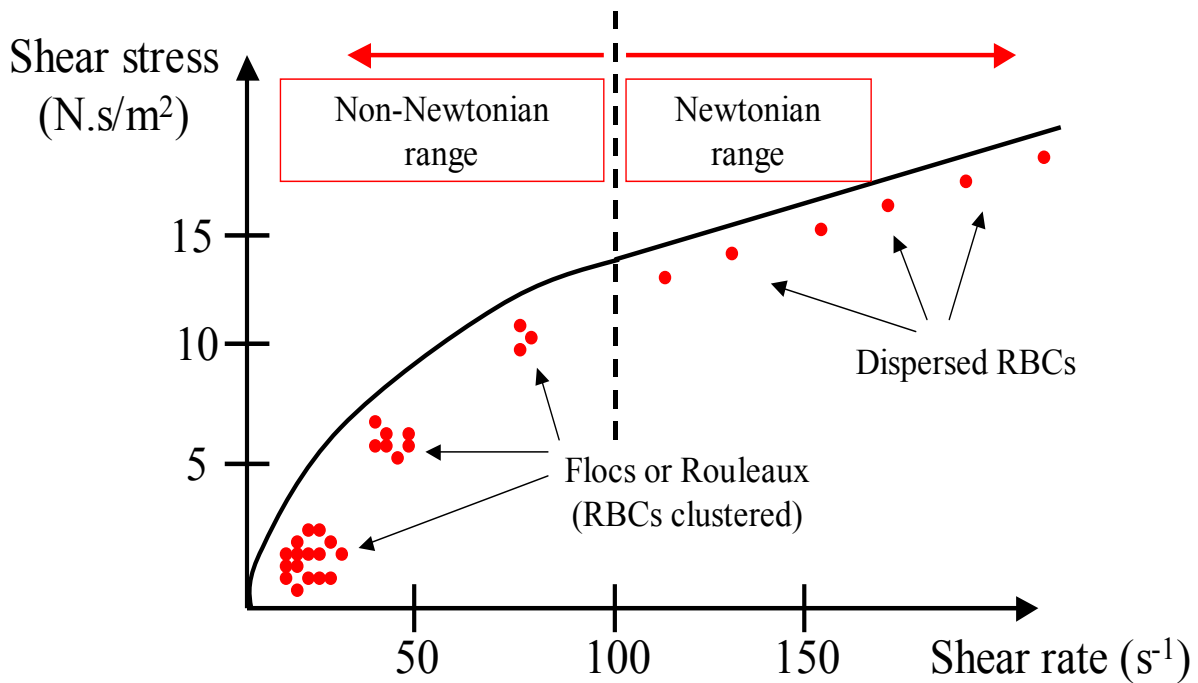 Shear stress
(N.s/m²)
Non-Newtonian
range
Newtonian
range
15
10
5
Dispersed RBCs
Flocs or Rouleaux
(RBCs clustered)
50
100
150
Shear rate (s⁻¹)